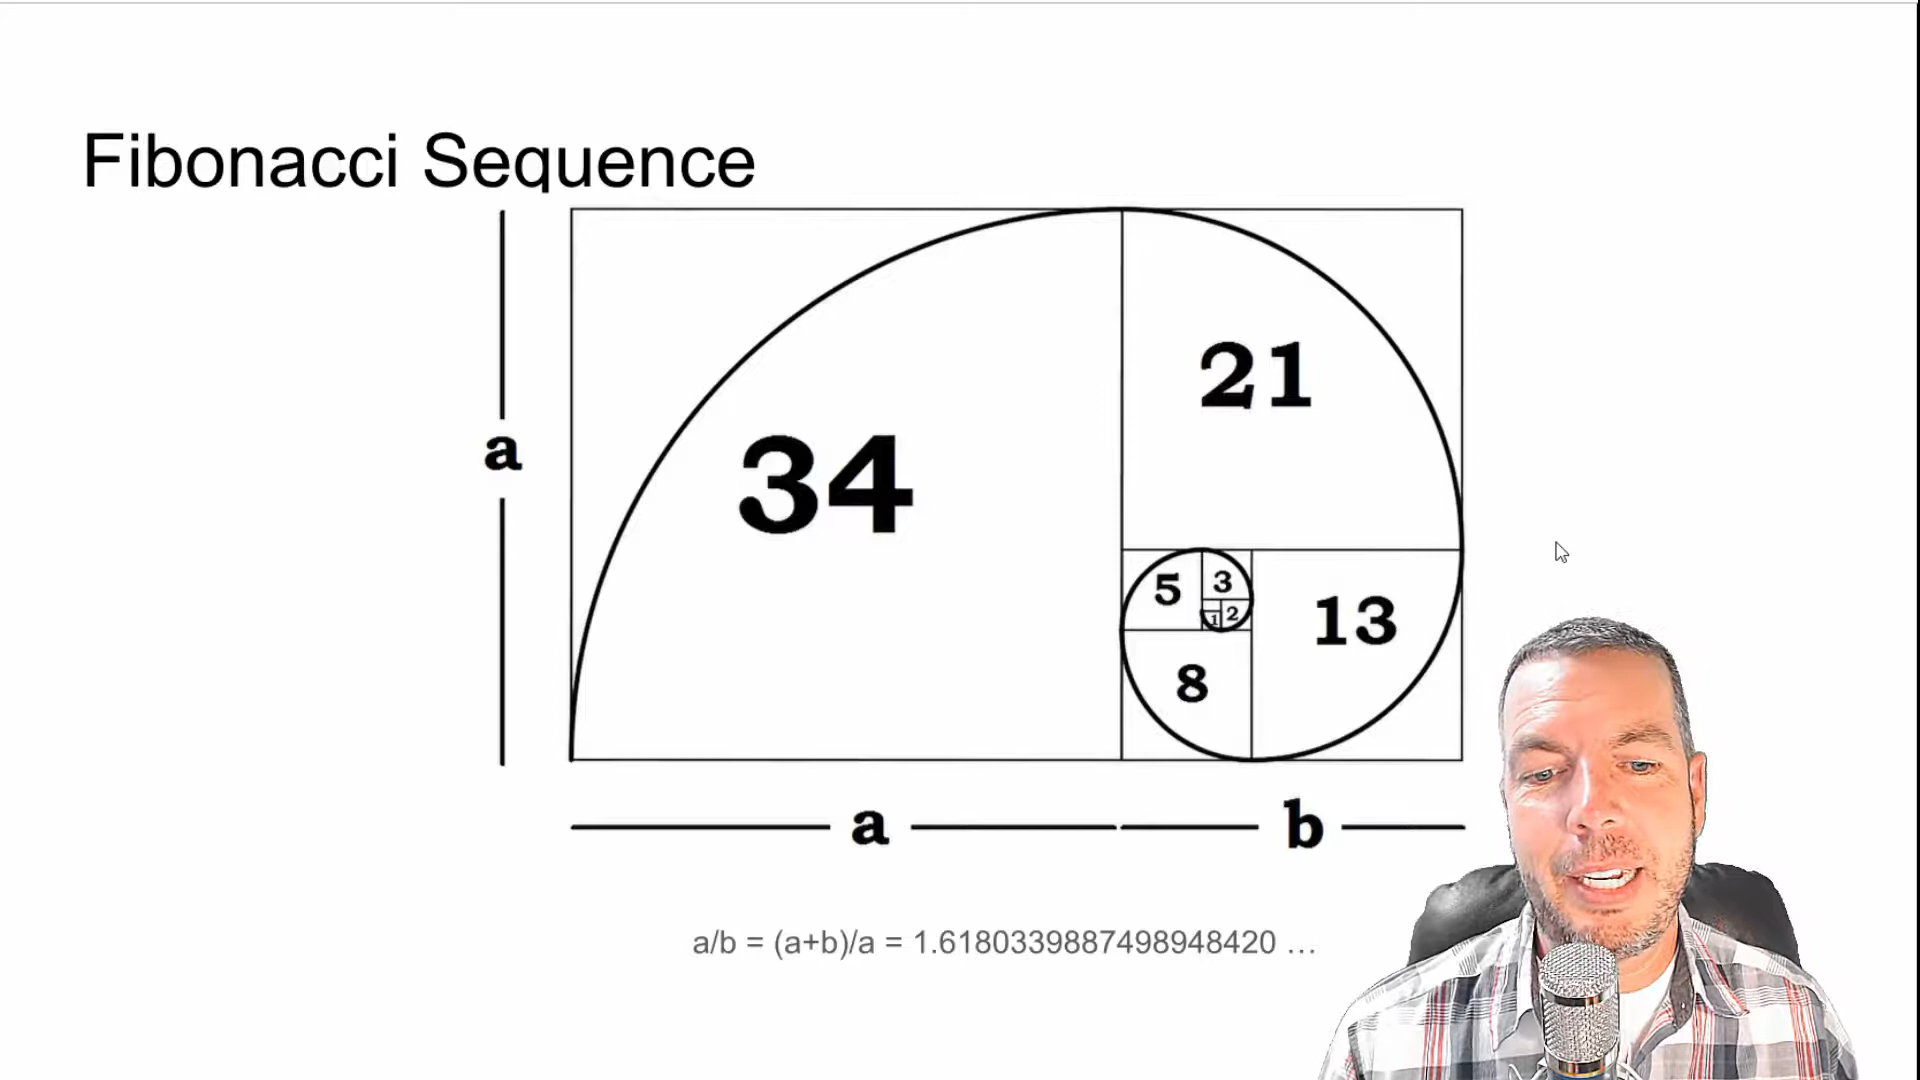 Fibonacci Sequence
21
a
34
5
3
1
2
13
8
a
b
a/b = (a+b)/a = 1.6180339887498948420 …